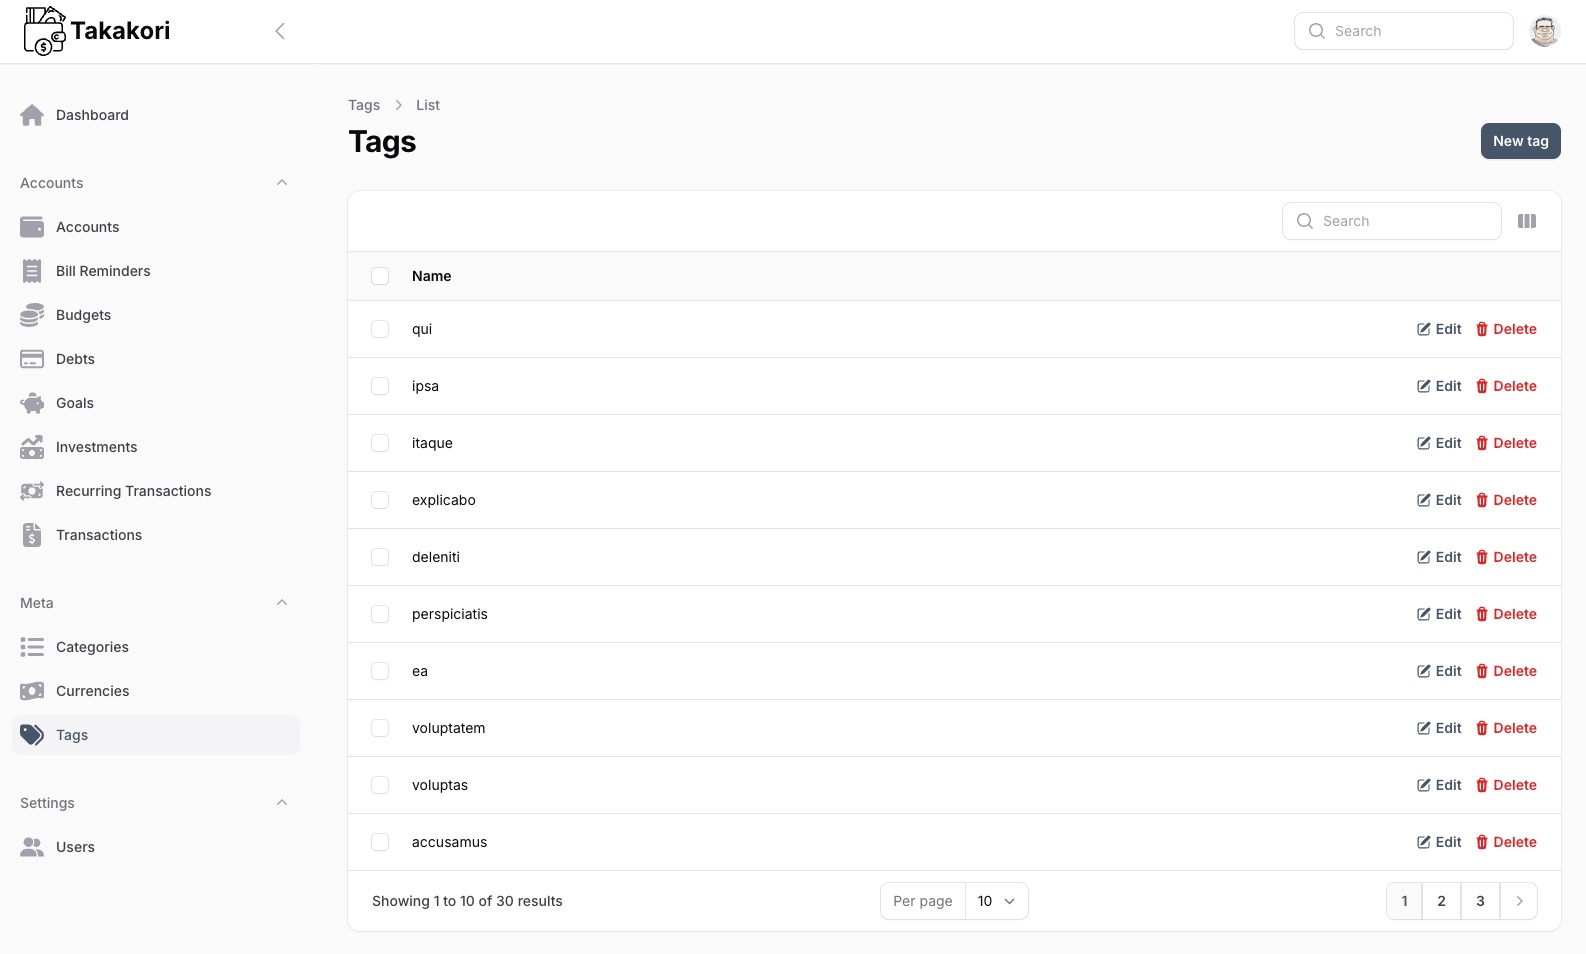 Takakori
Search
Dashboard
Accounts
Accounts
Bill Reminders
Budgets
Debts
Goals
Investments
Recurring Transactions
Transactions
Meta
Categories
Currencies
Tags
Settings
Users
Tags > List
Tags
New tag
Search
Name
qui Edit Delete
ipsa Edit Delete
itaque Edit Delete
explicabo Edit Delete
deleniti Edit Delete
perspiciatis Edit Delete
ea Edit Delete
voluptatem Edit Delete
voluptas Edit Delete
accusamus Edit Delete
Showing 1 to 10 of 30 results Per page 10 1 2 3